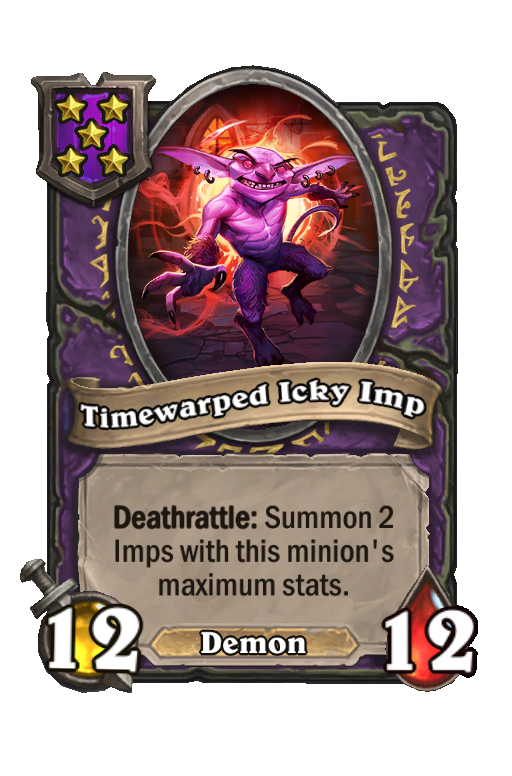 Timewarped Icky Imp
Deathrattle: Summon 2
Imps with this minion's
maximum stats.
12
Demon
12